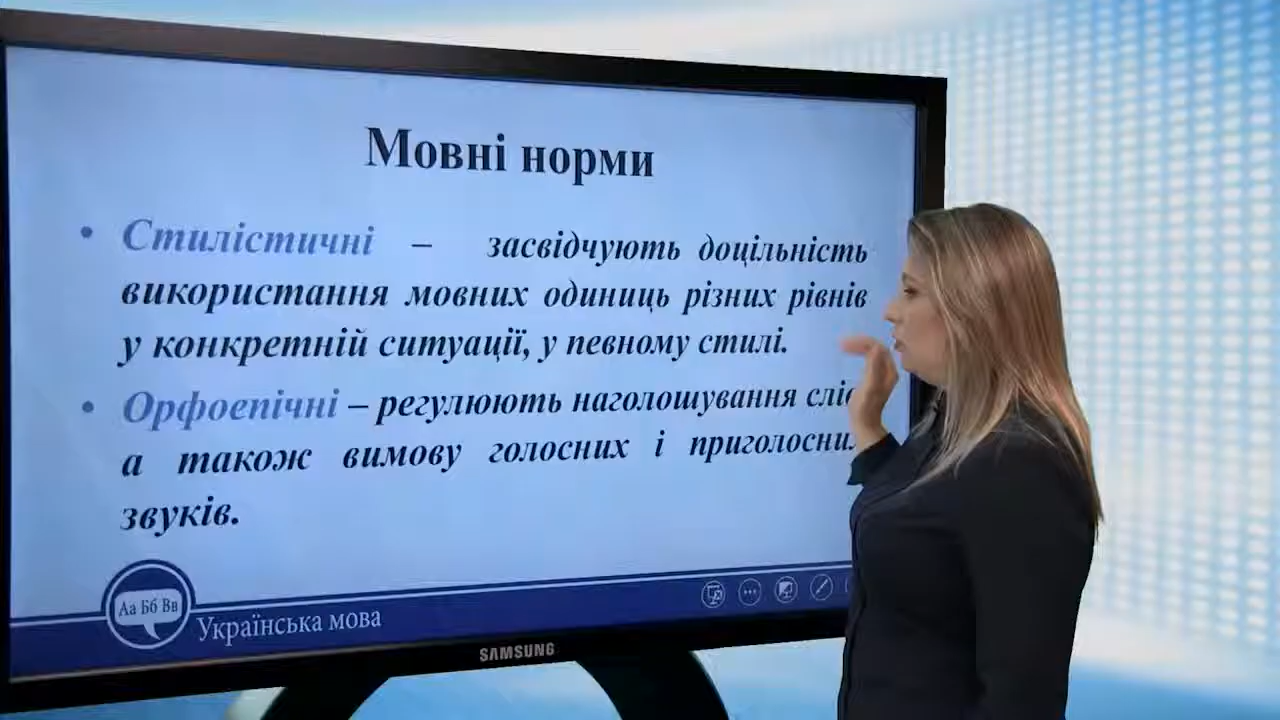 Мовні норми
• Стилістичні – засвідчують доцільність
використання мовних одиниць різних рівнів
у конкретній ситуації, у певному стилі.
• Орфоепічні – регулюють наголошування
а також вимову голосних і
звуків.
Аа Бб Вв
Українська мова
SAMSUNG